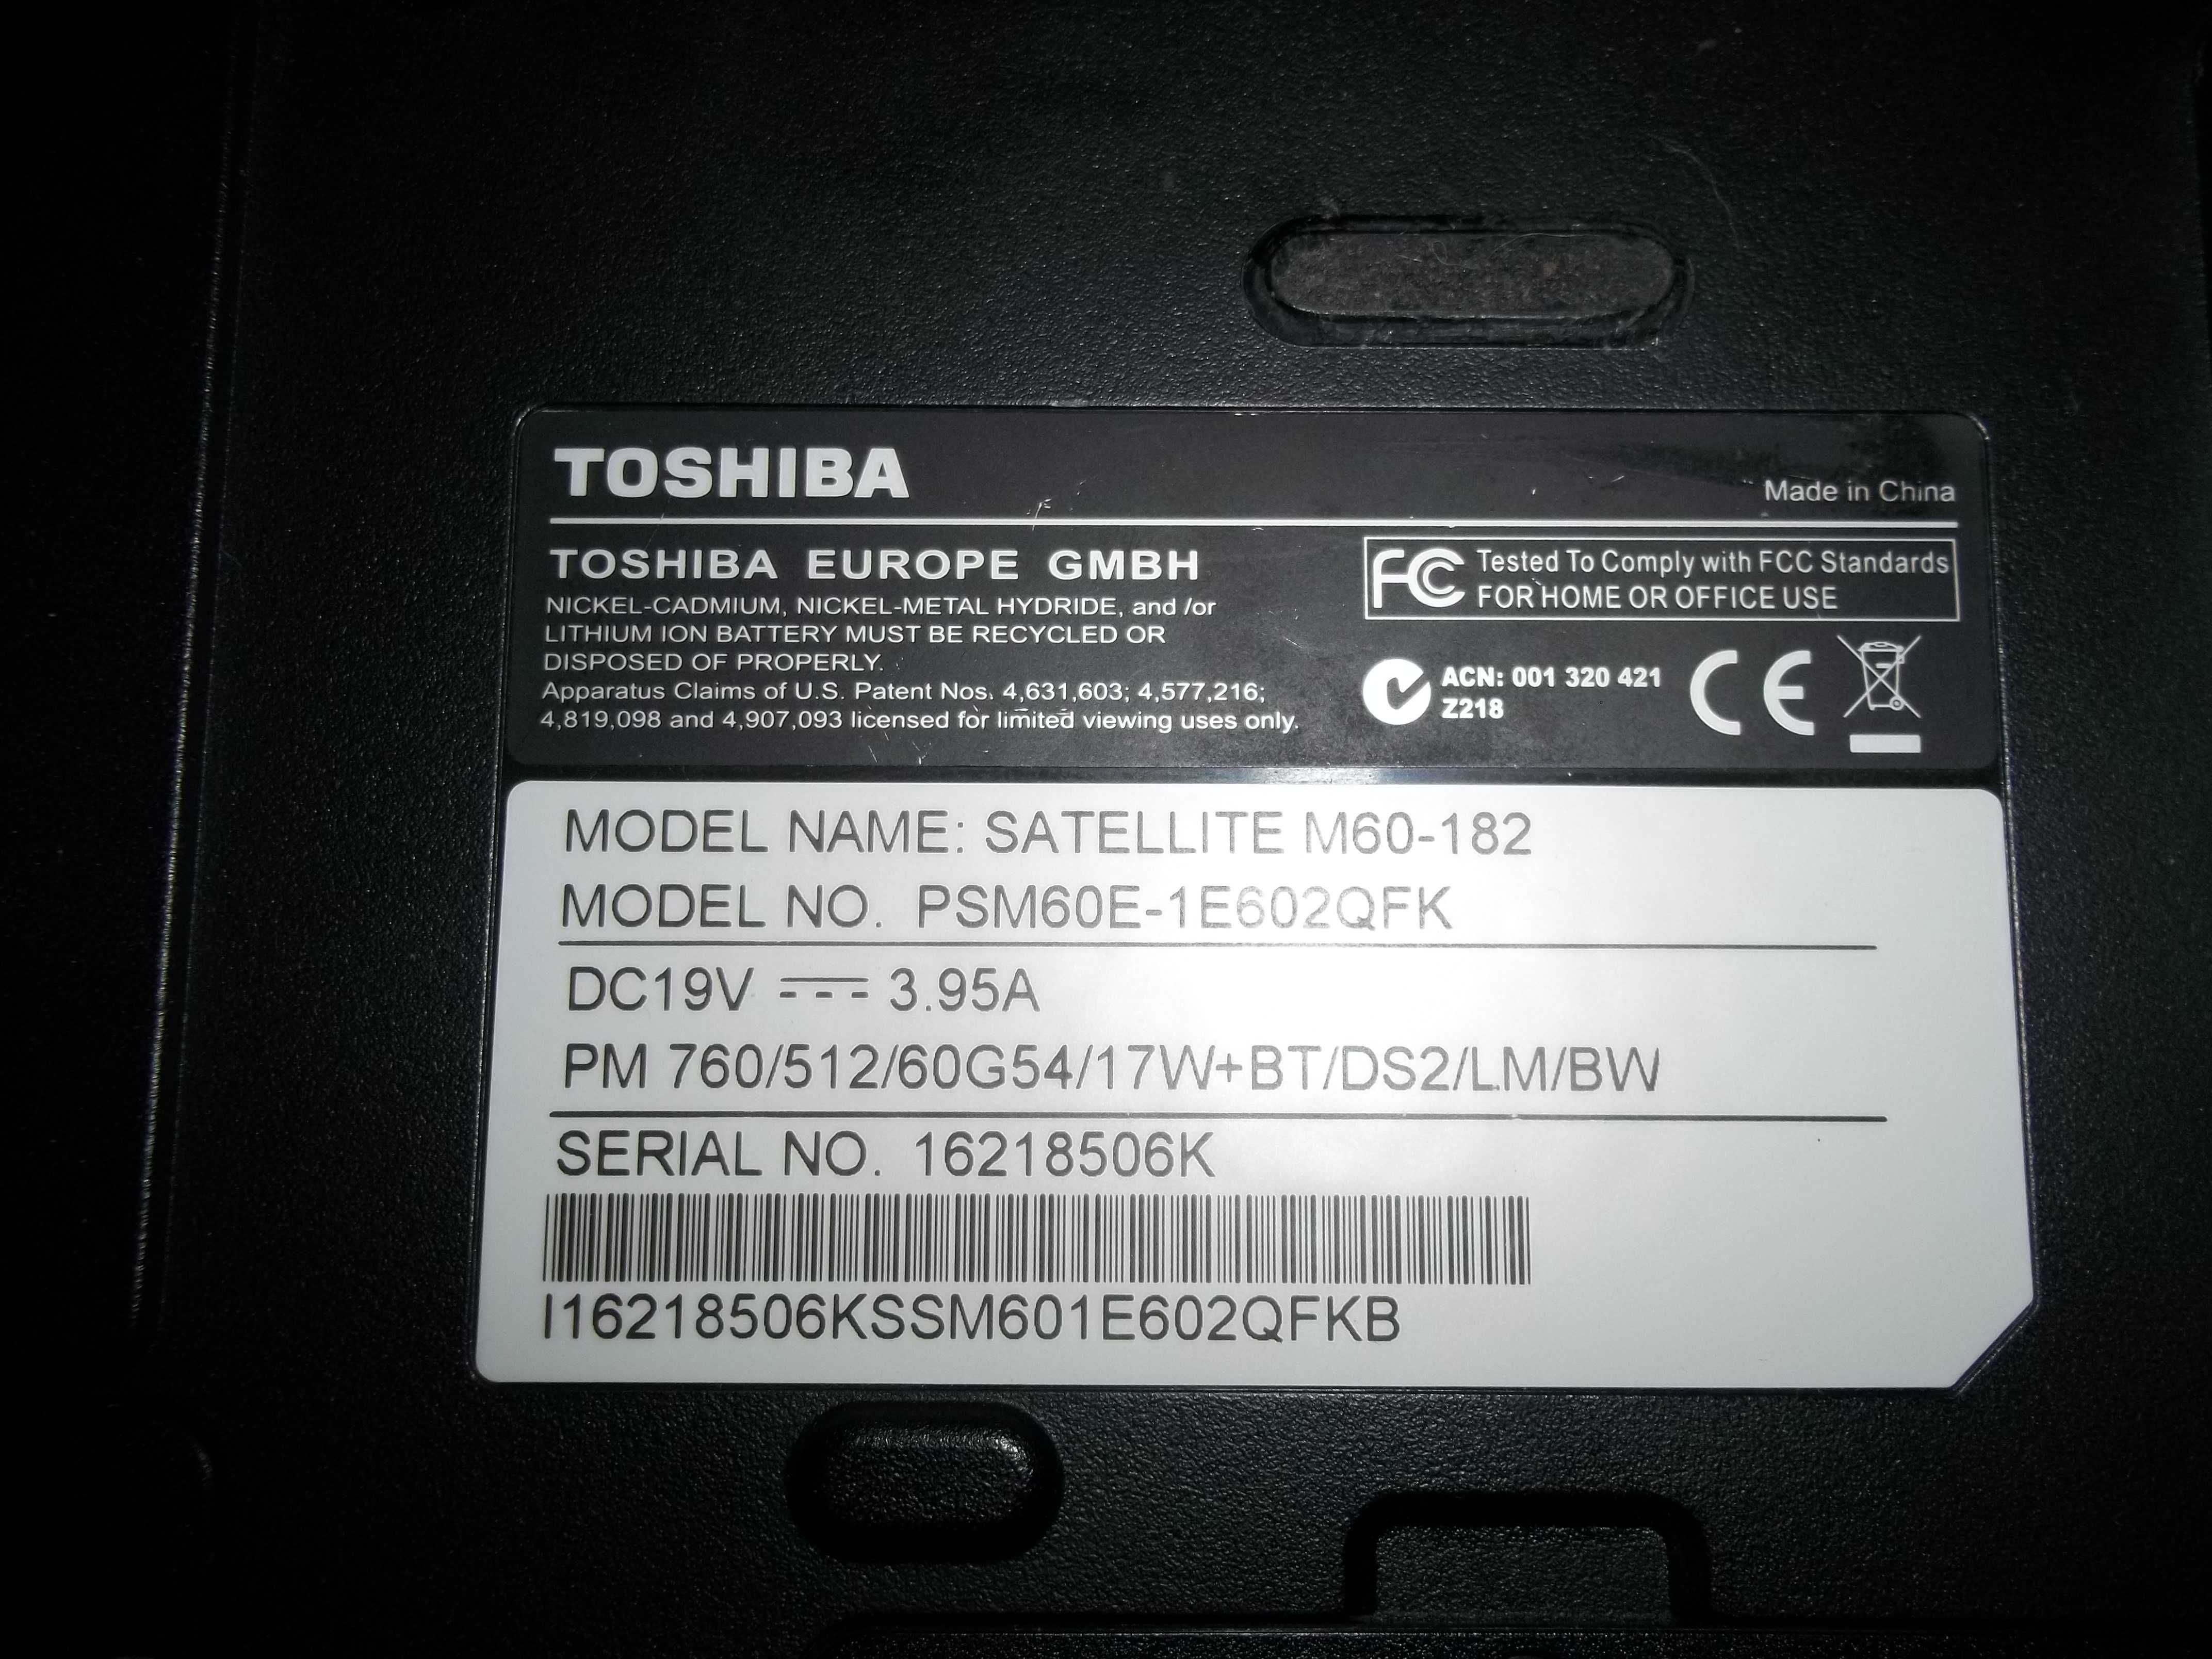 TOSHIBA
Made in China
TOSHIBA EUROPE GMBH
NICKEL-CADMIUM, NICKEL-METAL HYDRIDE, and /or
LITHIUM ION BATTERY MUST BE RECYCLED OR
DISPOSED OF PROPERLY.
Apparatus Claims of U.S. Patent Nos. 4,631,603; 4,577,216;
4,819,098 and 4,907,093 licensed for limited viewing uses only.
FC Tested To Comply with FCC Standards
FOR HOME OR OFFICE USE
ACN: 001 320 421
Z218
CE
MODEL NAME: SATELLITE M60-182
MODEL NO. PSM60E-1E602QFK
DC19V 3.95A
PM 760/512/60G54/17W+BT/DS2/LM/BW
SERIAL NO. 16218506K
I16218506KSSM601E602QFKB